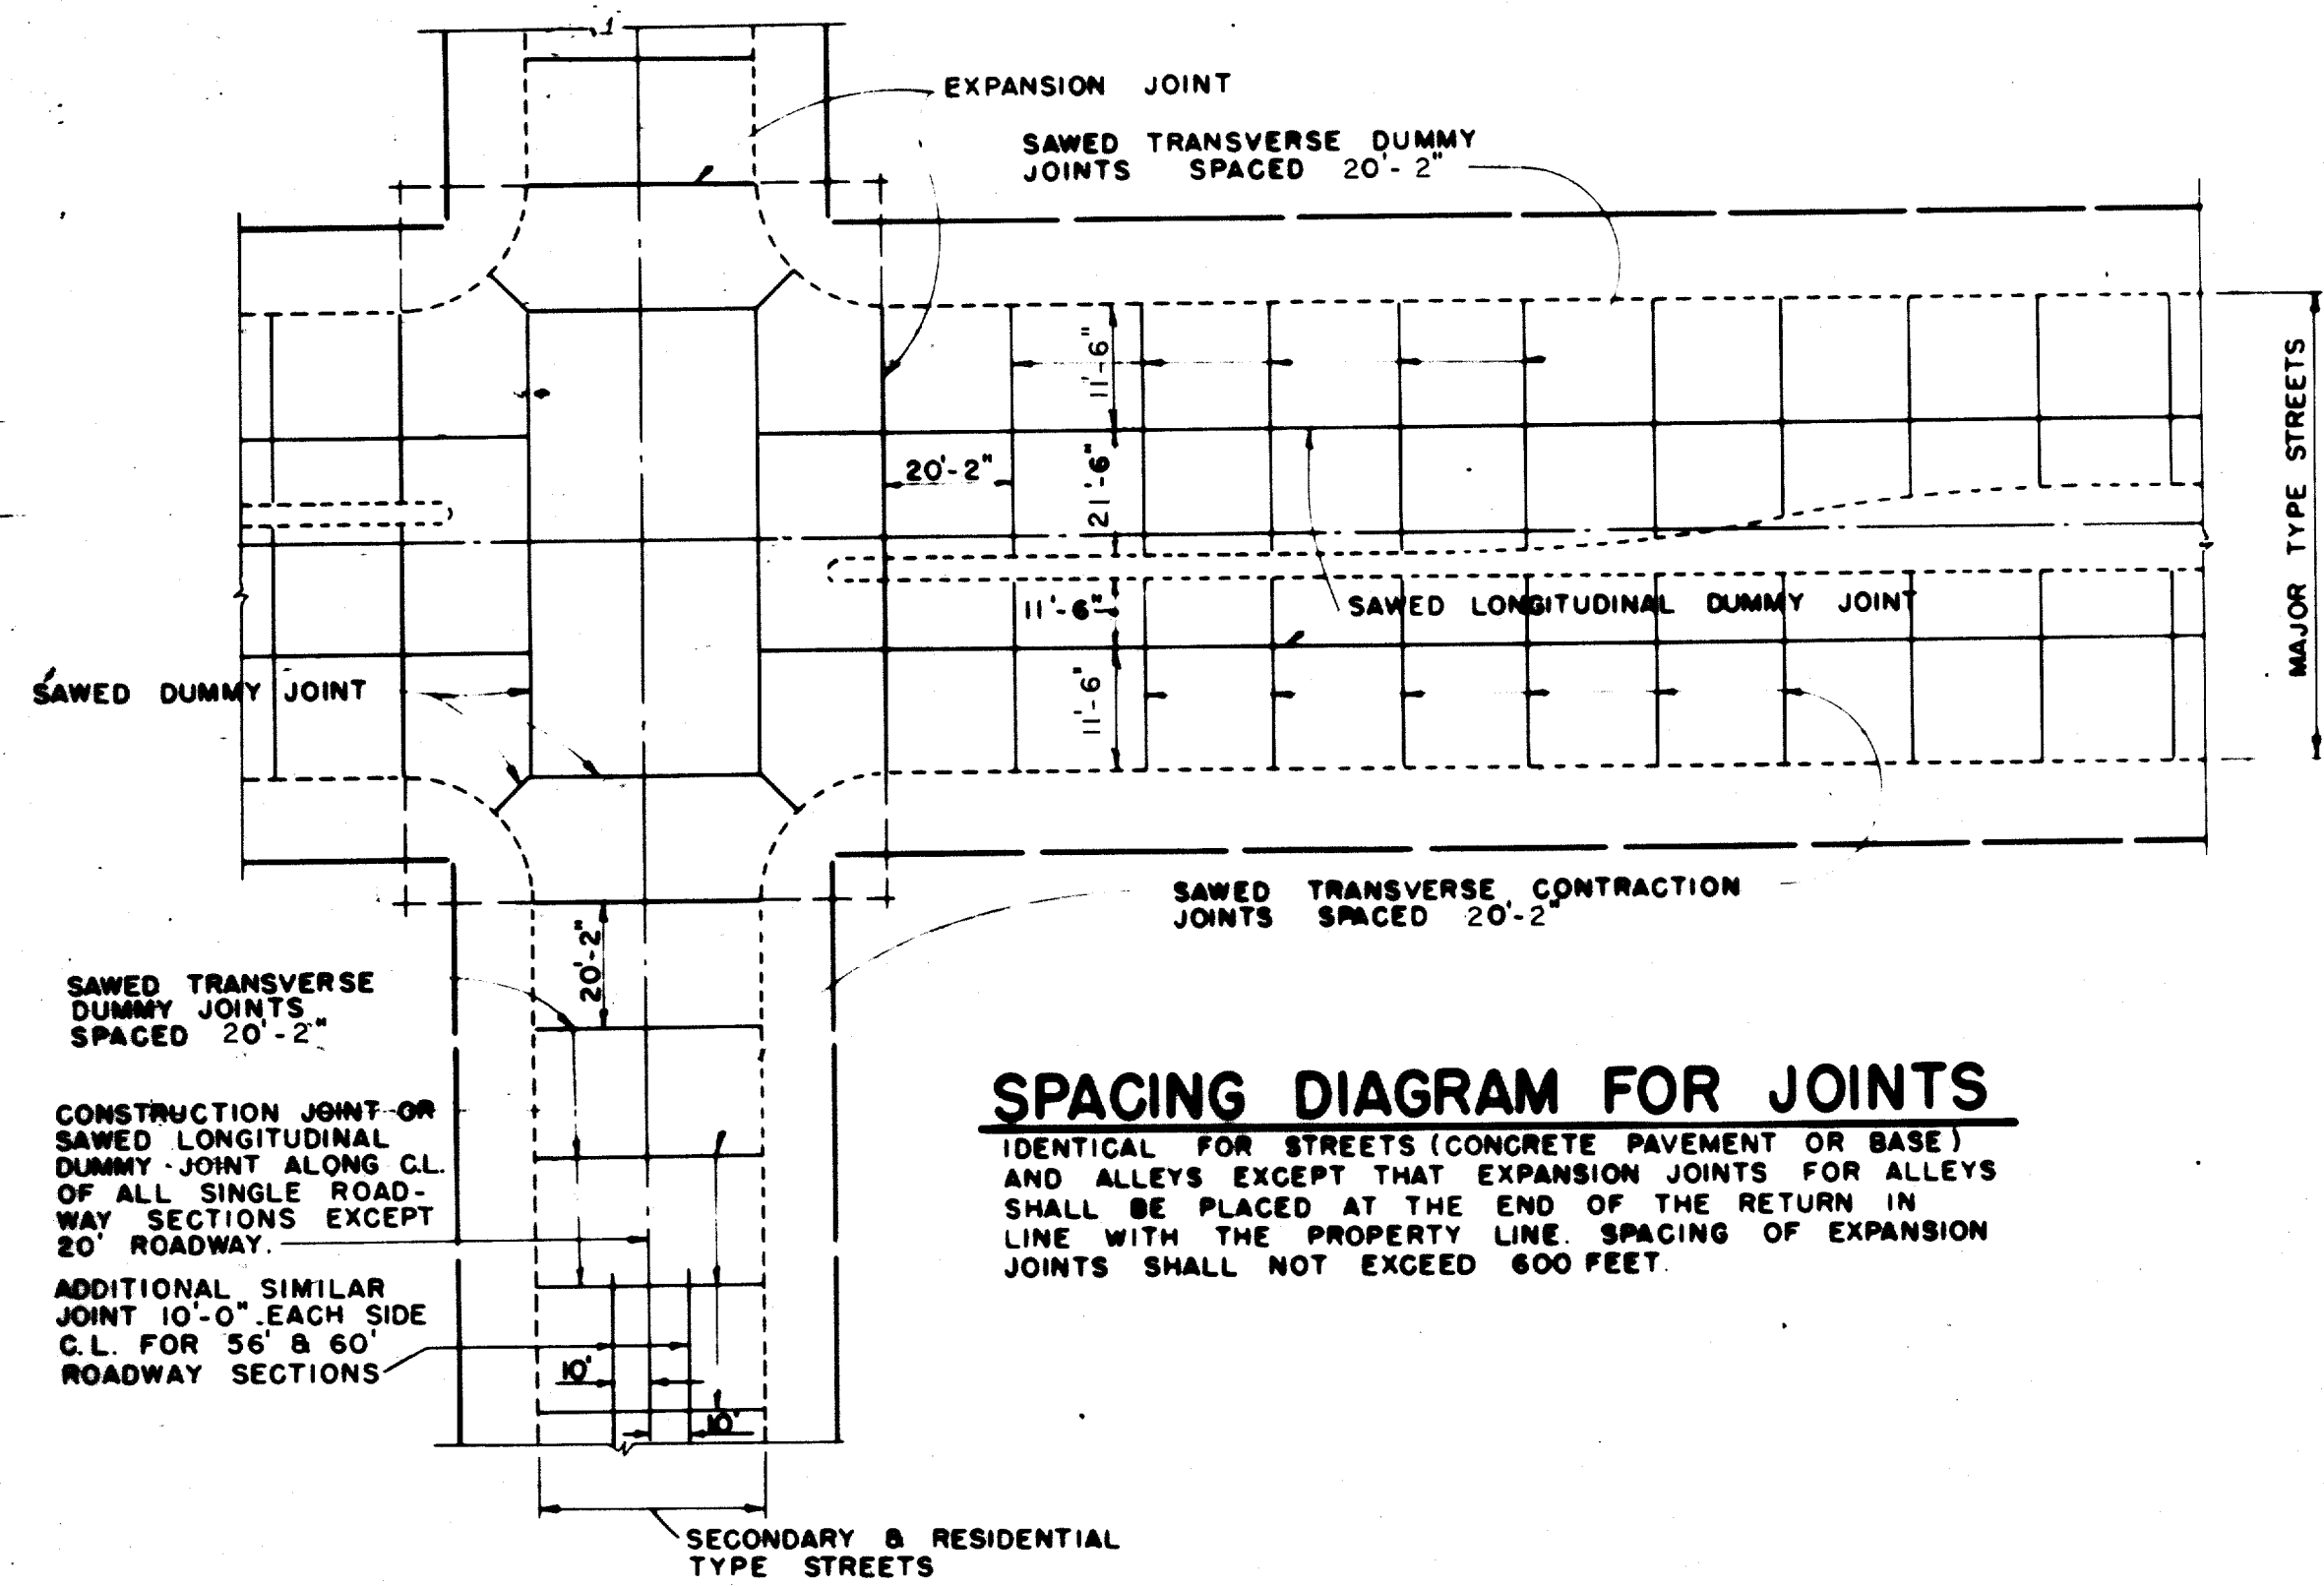 EXPANSION JOINT
SAWED TRANSVERSE DUMMY
JOINTS SPACED 20'-2"
11'-6"
20'-2"
21'-6"
MAJOR TYPE STREETS
11'-6"
SAWED LONGITUDINAL DUMMY JOINT
11'-6"
SAWED DUMMY JOINT
SAWED TRANSVERSE CONTRACTION
JOINTS SPACED 20'-2"
20'-2"
SAWED TRANSVERSE
DUMMY JOINTS
SPACED 20'-2"
CONSTRUCTION JOINT OR
SAWED LONGITUDINAL
DUMMY JOINT ALONG C.L.
OF ALL SINGLE ROAD-
WAY SECTIONS EXCEPT
20' ROADWAY.
ADDITIONAL SIMILAR
JOINT 10'-0" EACH SIDE
C.L. FOR 56' & 60'
ROADWAY SECTIONS
10'
10'
SPACING DIAGRAM FOR JOINTS
IDENTICAL FOR STREETS (CONCRETE PAVEMENT OR BASE)
AND ALLEYS EXCEPT THAT EXPANSION JOINTS FOR ALLEYS
SHALL BE PLACED AT THE END OF THE RETURN IN
LINE WITH THE PROPERTY LINE. SPACING OF EXPANSION
JOINTS SHALL NOT EXCEED 600 FEET.
SECONDARY & RESIDENTIAL
TYPE STREETS